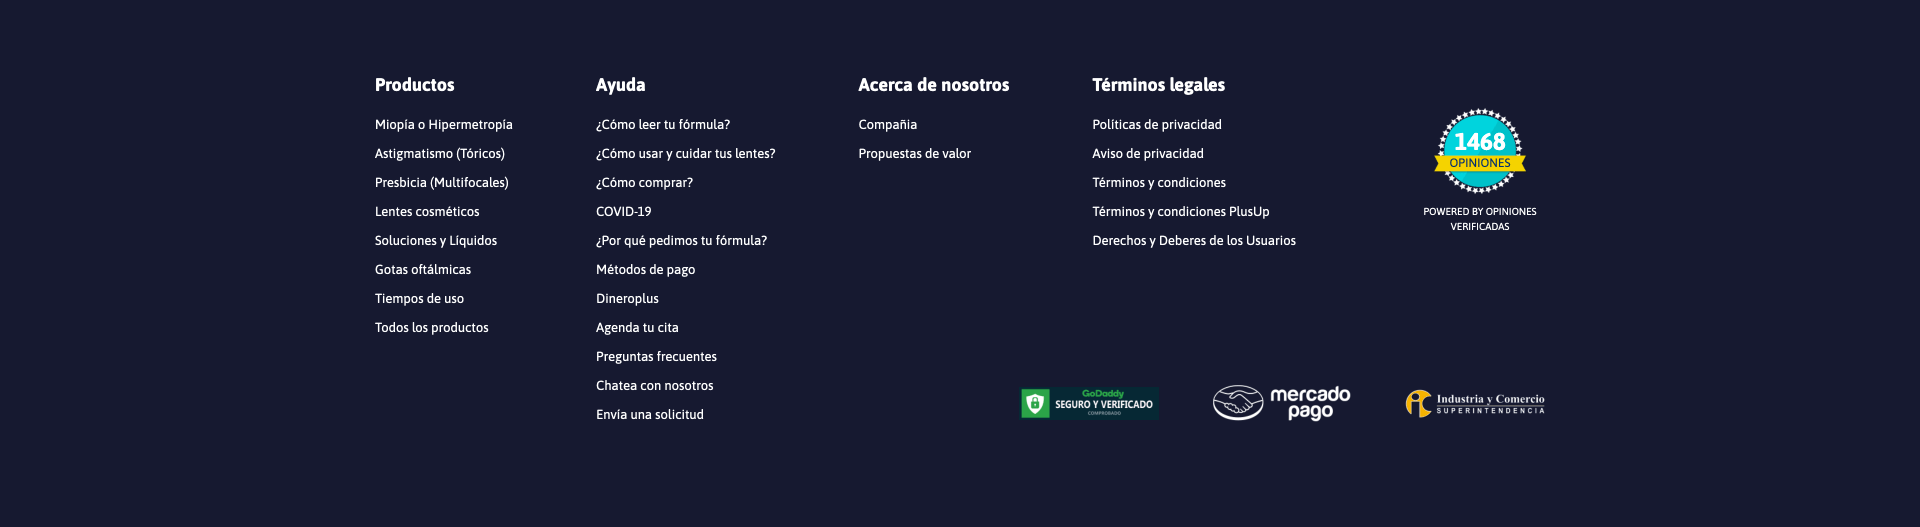 Productos
Miopía o Hipermetropía
Astigmatismo (Tóricos)
Presbicia (Multifocales)
Lentes cosméticos
Soluciones y Líquidos
Gotas oftálmicas
Tiempos de uso
Todos los productos
Ayuda
¿Cómo leer tu fórmula?
¿Cómo usar y cuidar tus lentes?
¿Cómo comprar?
COVID-19
¿Por qué pedimos tu fórmula?
Métodos de pago
Dineroplus
Agenda tu cita
Preguntas frecuentes
Chatea con nosotros
Envía una solicitud
Acerca de nosotros
Compañia
Propuestas de valor
Términos legales
Políticas de privacidad
Aviso de privacidad
Términos y condiciones
Términos y condiciones PlusUp
Derechos y Deberes de los Usuarios
1468
OPINIONES
POWERED BY OPINIONES
VERIFICADAS
GoDaddy
SEGURO Y VERIFICADO
COMPROBADO
mercado
pago
Industria y Comercio
SUPERINTENDENCIA